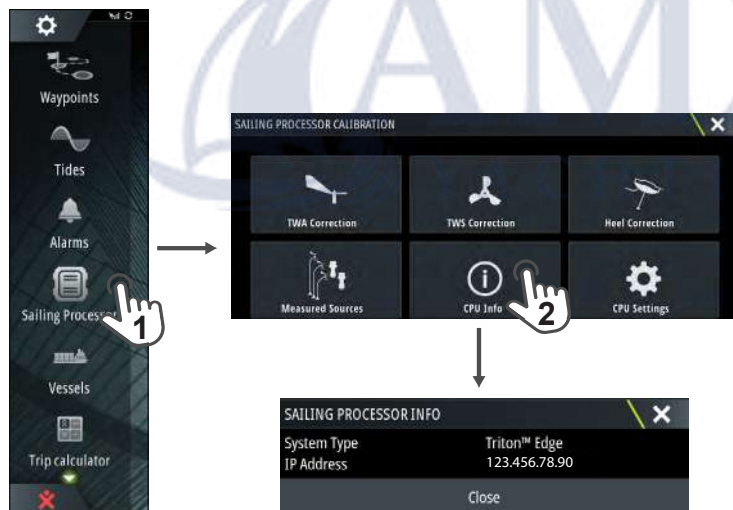 Waypoints
Tides
Alarms
Sailing Processor
1
Vessels
Trip calculator
SAILING PROCESSOR CALIBRATION
TWA Correction
TWS Correction
Heel Correction
Measured Sources
CPU Info
2
CPU Settings
SAILING PROCESSOR INFO
System Type Triton™ Edge
IP Address 123.456.78.90
Close
AM